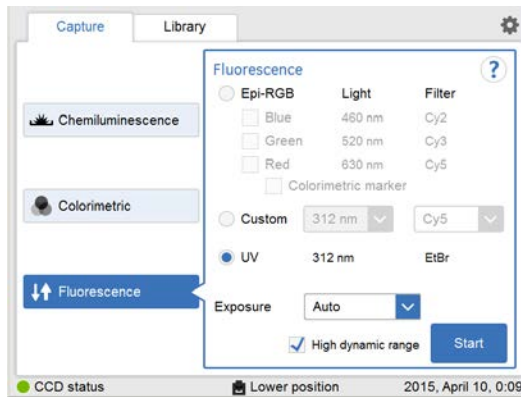 Capture Library
Fluorescence ?
Epi-RGB Light Filter
Blue 460 nm Cy2
Chemiluminescence
Green 520 nm Cy3
Red 630 nm Cy5
Colorimetric marker
Colorimetric
Custom 312 nm Cy5
UV 312 nm EtBr
Fluorescence
Exposure Auto
High dynamic range Start
CCD status Lower position 2015, April 10, 0:09